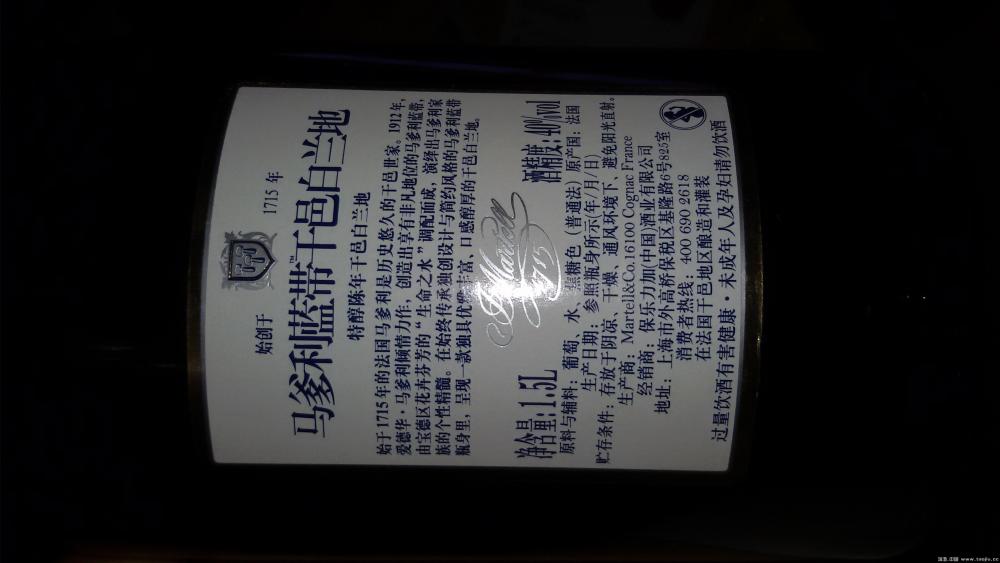 始创于 1715 年
马爹利蓝带干邑白兰地™
特醇陈年干邑白兰地
始于1715年的法国马爹利是历史悠久的干邑世家。1912年,
爱德华·马爹利倾情力作,创造出享有非凡地位的马爹利蓝带,
由宝德区花卉芬芳的“生命之水”调配而成,演绎出马爹利家
族的个性精髓。在始终传承独创设计与简约风格的马爹利蓝带
瓶身里,呈现一款独具优雅丰富、口感醇厚的干邑白兰地。
J&F Martell
1715
净含量:1.5L 酒精度:40%vol
原料与辅料: 葡萄、水、焦糖色(普通法) 原产国: 法国
生产日期: 参照瓶身所示(年/月/日)
贮存条件: 存放于阴凉、干燥、通风环境下, 避免阳光直射。
生产商: Martell&Co.16100 Cognac France
经销商: 保乐力加(中国)酒业有限公司
地址: 上海市外高桥保税区基隆路6号825室
消费者热线: 400 690 2618
在法国干邑地区酿造和灌装
过量饮酒有害健康·未成年人及孕妇请勿饮酒